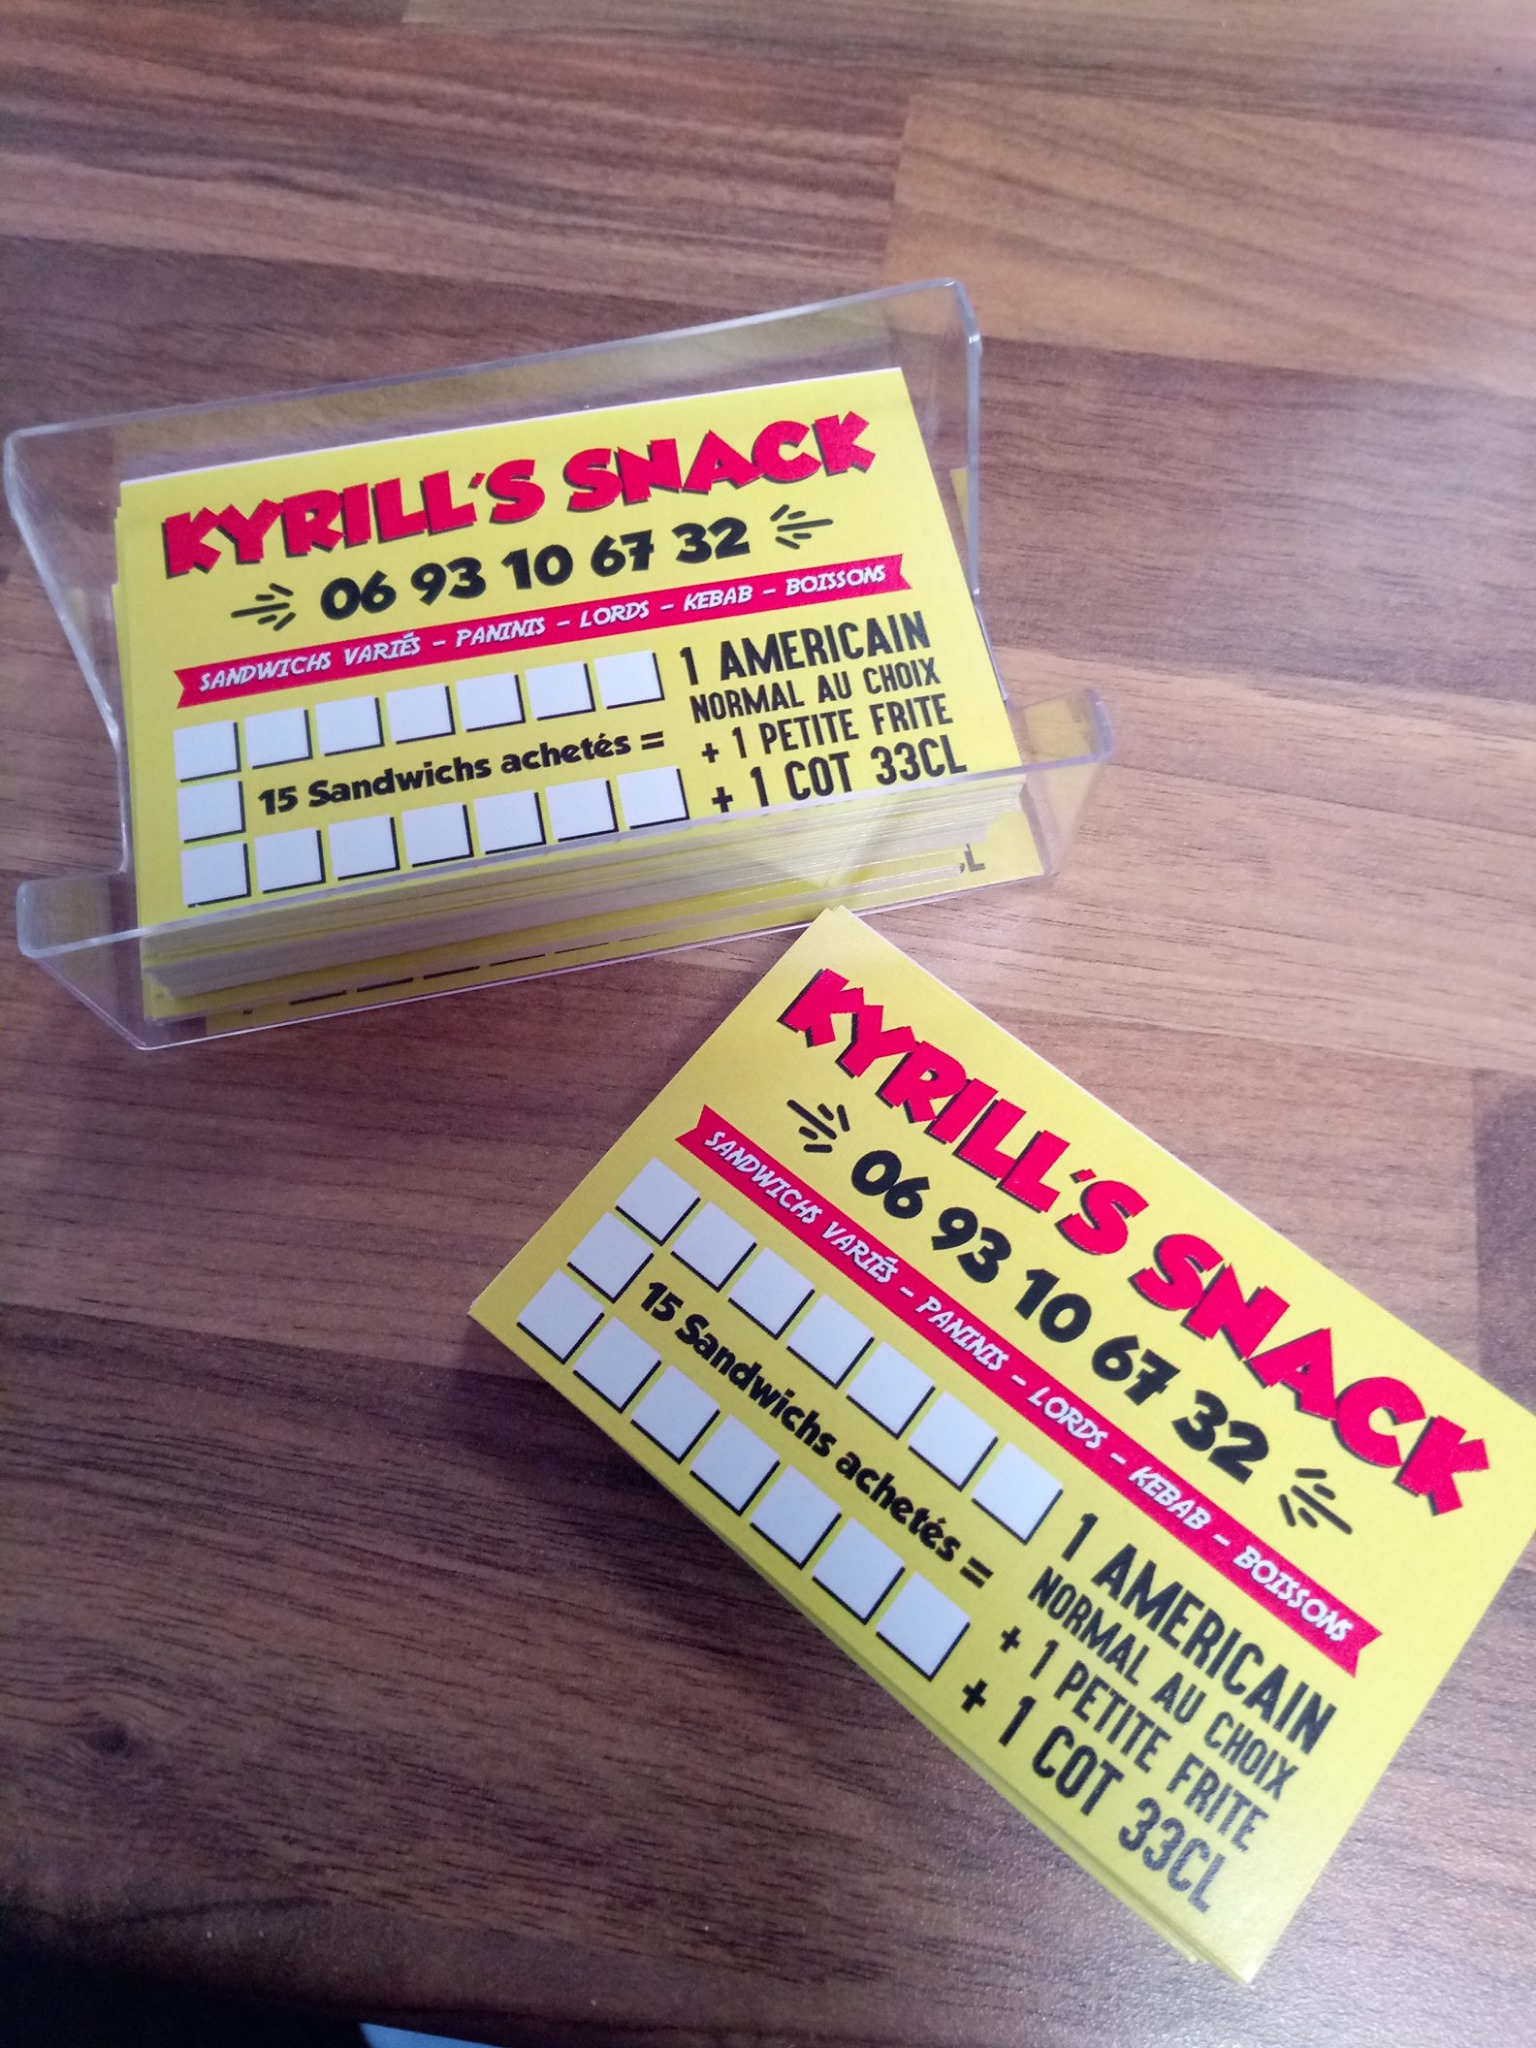 KYRILL'S SNACK
06 93 10 67 32
SANDWICHS VARIÉS - PANINIS - LORDS - KEBAB - BOISSONS
15 Sandwichs achetés =
1 AMERICAIN
NORMAL AU CHOIX
+ 1 PETITE FRITE
+ 1 COT 33CL
CL
KYRILL'S SNACK
06 93 10 67 32
SANDWICHS VARIÉS - PANINIS - LORDS - KEBAB - BOISSONS
15 Sandwichs achetés =
1 AMERICAIN
NORMAL AU CHOIX
+ 1 PETITE FRITE
+ 1 COT 33CL